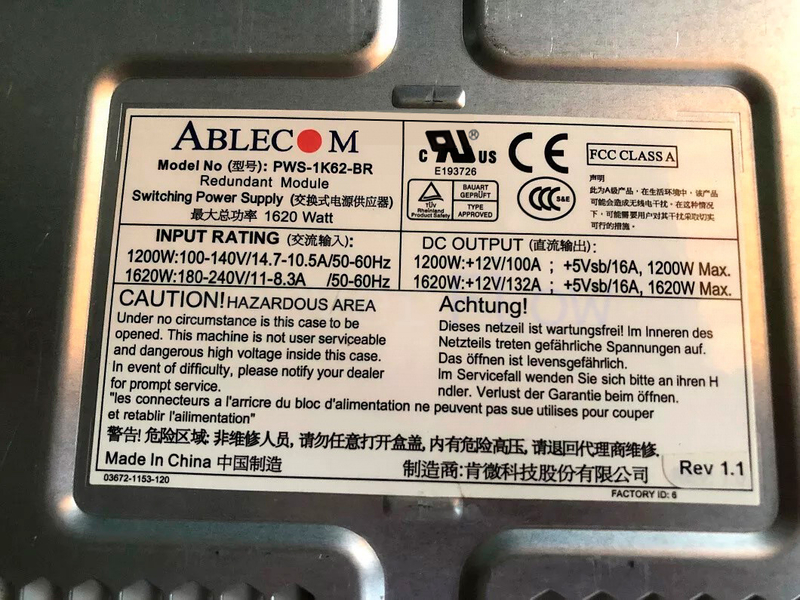 ABLECOM
Model No (型号): PWS-1K62-BR
Redundant Module
Switching Power Supply (交换式电源供应器)
最大总功率 1620 Watt
c RU US ®
E193726
CE
FCC CLASS A
TÜV
Rheinland
Product Safety
BAUART
GEPRÜFT
TYPE
APPROVED
CCC S&E
声明
此为A级产品，在生活环境中，该产品
可能会造成无线电干扰。在这种情况
下，可能需要用户对其干扰采取切实
可行的措施。
INPUT RATING (交流输入):
1200W:100-140V/14.7-10.5A/50-60Hz
1620W:180-240V/11-8.3A /50-60Hz
DC OUTPUT (直流输出):
1200W:+12V/100A ; +5Vsb/16A, 1200W Max.
1620W:+12V/132A ; +5Vsb/16A, 1620W Max.
CAUTION! HAZARDOUS AREA
Under no circumstance is this case to be
opened. This machine is not user serviceable
and dangerous high voltage inside this case.
In event of difficulty, please notify your dealer
for prompt service.
Achtung!
Dieses netzeil ist wartungsfrei! Im Inneren des
Netzteils treten gefährliche Spannungen auf.
Das öffnen ist levensgefährlich.
Im Servicefall wenden Sie sich bitte an ihren H
ndler. Verlust der Garantie beim öffnen.
"les connecteurs a l'arricre du bloc d'alimentation ne peuvent pas sue utilises pour couper
et retablir l'ailimentation"
警告! 危险区域: 非维修人员, 请勿任意打开盒盖, 内有危险高压, 请退回代理商维修.
Made In China 中国制造
制造商: 肯微科技股份有限公司
Rev 1.1
03672-1153-120
FACTORY ID: 6